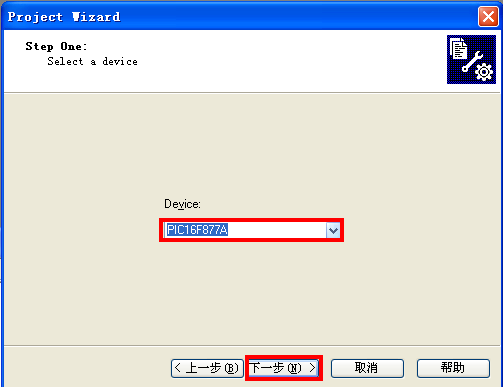 Project Wizard
Step One:
Select a device
Device:
PIC16F877A
< 上一步(B) 下一步(N) > 取消 帮助